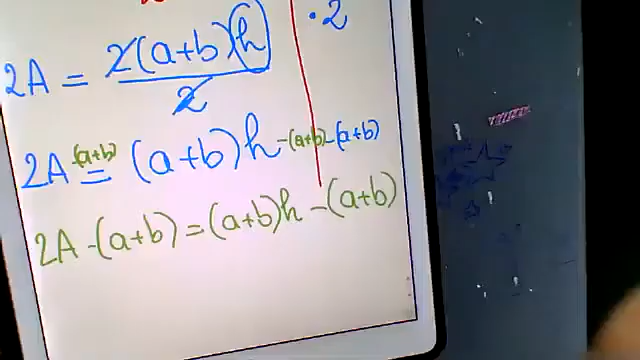 2A = 2(a+b)h / 2 · 2
2A -(a+b) = (a+b)h -(a+b) -(a+b)
2A -(a+b) = (a+b)h -(a+b)